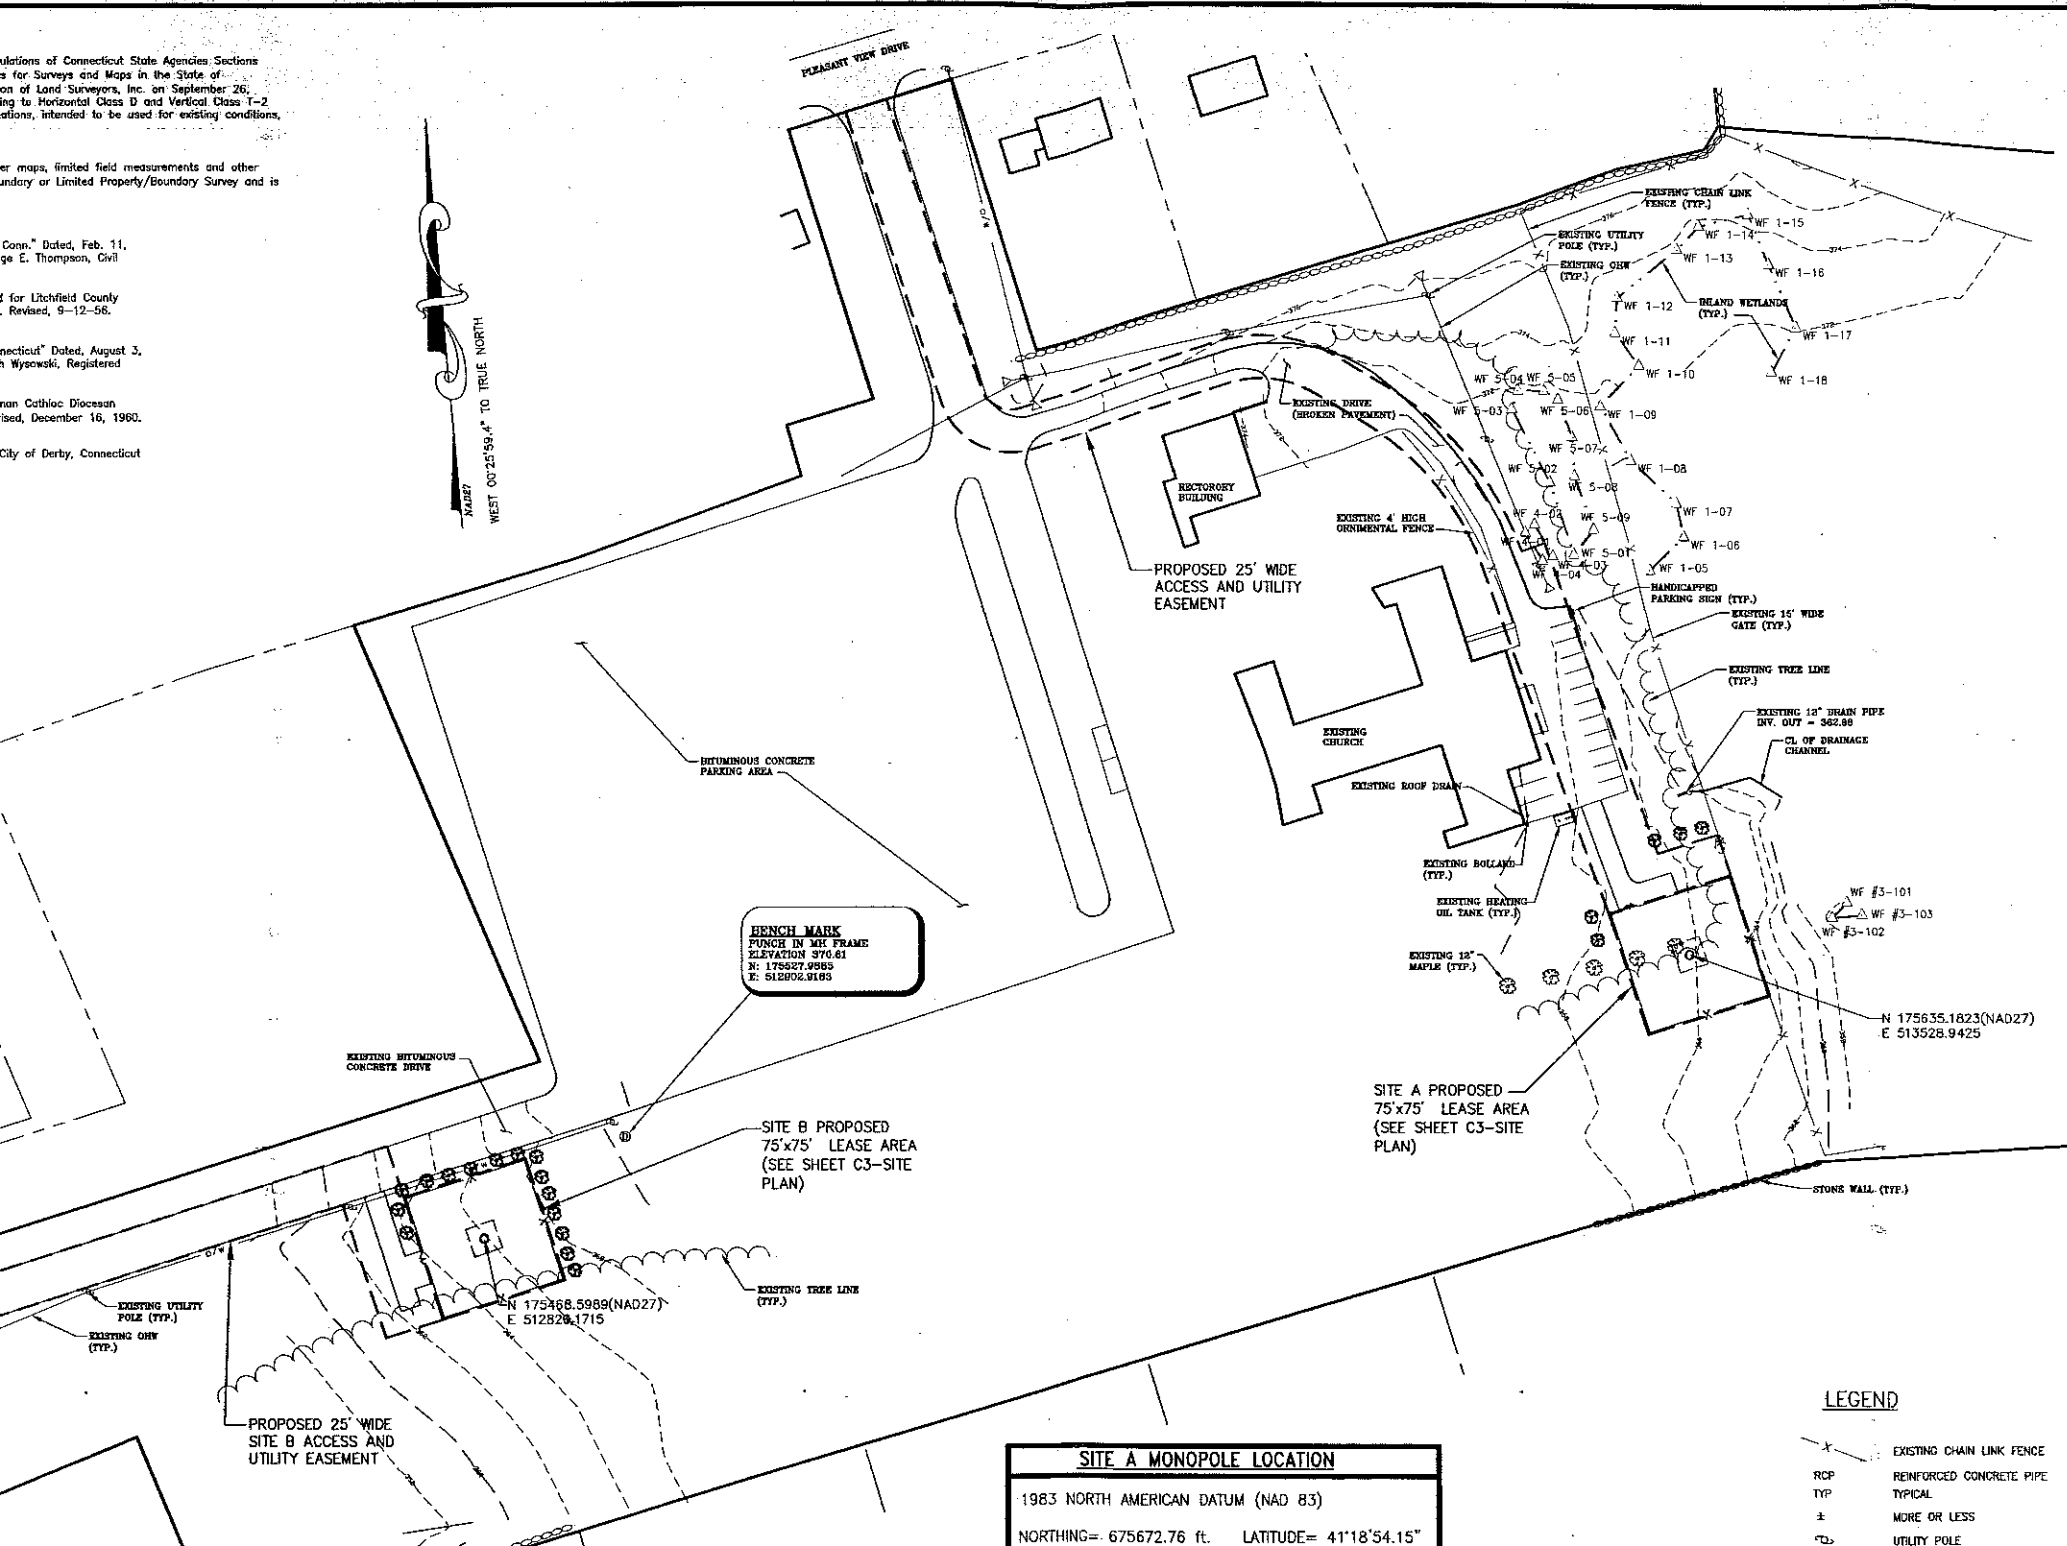 ulations of Connecticut State Agencies Sections
s for Surveys and Maps in the State of
on of Land Surveyors, Inc. on September 26,
ing to Horizontal Class D and Vertical Class T-2
ations, intended to be used for existing conditions,
er maps, limited field measurements and other
undary or Limited Property/Boundary Survey and is
Conn." Dated, Feb. 11,
ge E. Thompson, Civil
for Litchfield County
. Revised, 9-12-56.
necticut" Dated, August 3,
h Wysowski, Registered
man Cathloc Diocesan
ised, December 16, 1960.
City of Derby, Connecticut
NAD27
WEST 00°25'59.4" TO TRUE NORTH
PLEASANT VIEW DRIVE
EXISTING CHAIN LINK
FENCE (TYP.)
EXISTING UTILITY
POLE (TYP.)
EXISTING OHW
(TYP.)
INLAND WETLANDS
(TYP.)
WF 1-15
WF 1-14
WF 1-13
WF 1-16
WF 1-12
WF 1-17
WF 1-11
WF 1-10
WF 1-18
WF 5-04
WF 5-05
WF 5-03
WF 5-06
WF 1-09
WF 5-07
WF 5-02
WF 1-08
WF 5-08
WF 4-02
WF 5-09
WF 1-07
WF 5-01
WF 1-06
WF 4-03
WF 1-05
EXISTING DRIVE
(BROKEN PAVEMENT)
RECTORORY
BUILDING
EXISTING 4' HIGH
ORNIMENTAL FENCE
PROPOSED 25' WIDE
ACCESS AND UTILITY
EASEMENT
HANDICAPPED
PARKING SIGN (TYP.)
EXISTING 15' WIDE
GATE (TYP.)
EXISTING TREE LINE
(TYP.)
EXISTING 12" DRAIN PIPE
INV. OUT = 362.98
CL OF DRAINAGE
CHANNEL
EXISTING
CHURCH
EXISTING ROOF DRAIN
EXISTING BOLLARD
(TYP.)
EXISTING HEATING
OIL TANK (TYP.)
EXISTING 12"
MAPLE (TYP.)
WF #3-101
WF #3-103
WF #3-102
N 175635.1823(NAD27)
E 513528.9425
SITE A PROPOSED
75'x75' LEASE AREA
(SEE SHEET C3-SITE
PLAN)
STONE WALL (TYP.)
BITUMINOUS CONCRETE
PARKING AREA
BENCH MARK
PUNCH IN MH FRAME
ELEVATION 370.61
N: 175527.9565
E: 512902.9163
EXISTING BITUMINOUS
CONCRETE DRIVE
SITE B PROPOSED
75'x75' LEASE AREA
(SEE SHEET C3-SITE
PLAN)
EXISTING TREE LINE
(TYP.)
N 175468.5989(NAD27)
E 512826.1715
EXISTING UTILITY
POLE (TYP.)
EXISTING OHW
(TYP.)
PROPOSED 25' WIDE
SITE B ACCESS AND
UTILITY EASEMENT
SITE A MONOPOLE LOCATION
1983 NORTH AMERICAN DATUM (NAD 83)
NORTHING= 675672.76 ft. LATITUDE= 41°18'54.15"
LEGEND
X EXISTING CHAIN LINK FENCE
RCP REINFORCED CONCRETE PIPE
TYP TYPICAL
± MORE OR LESS
UTILITY POLE